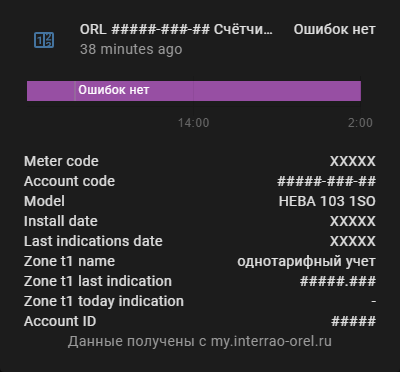 ORL #####-###-## Счётчи... Ошибок нет
38 minutes ago
Ошибок нет
14:00 2:00
Meter code XXXXX
Account code #####-###-##
Model НЕВА 103 1SO
Install date XXXXX
Last indications date XXXXX
Zone t1 name однотарифный учет
Zone t1 last indication #####.###
Zone t1 today indication -
Account ID #####
Данные получены с my.interrao-orel.ru